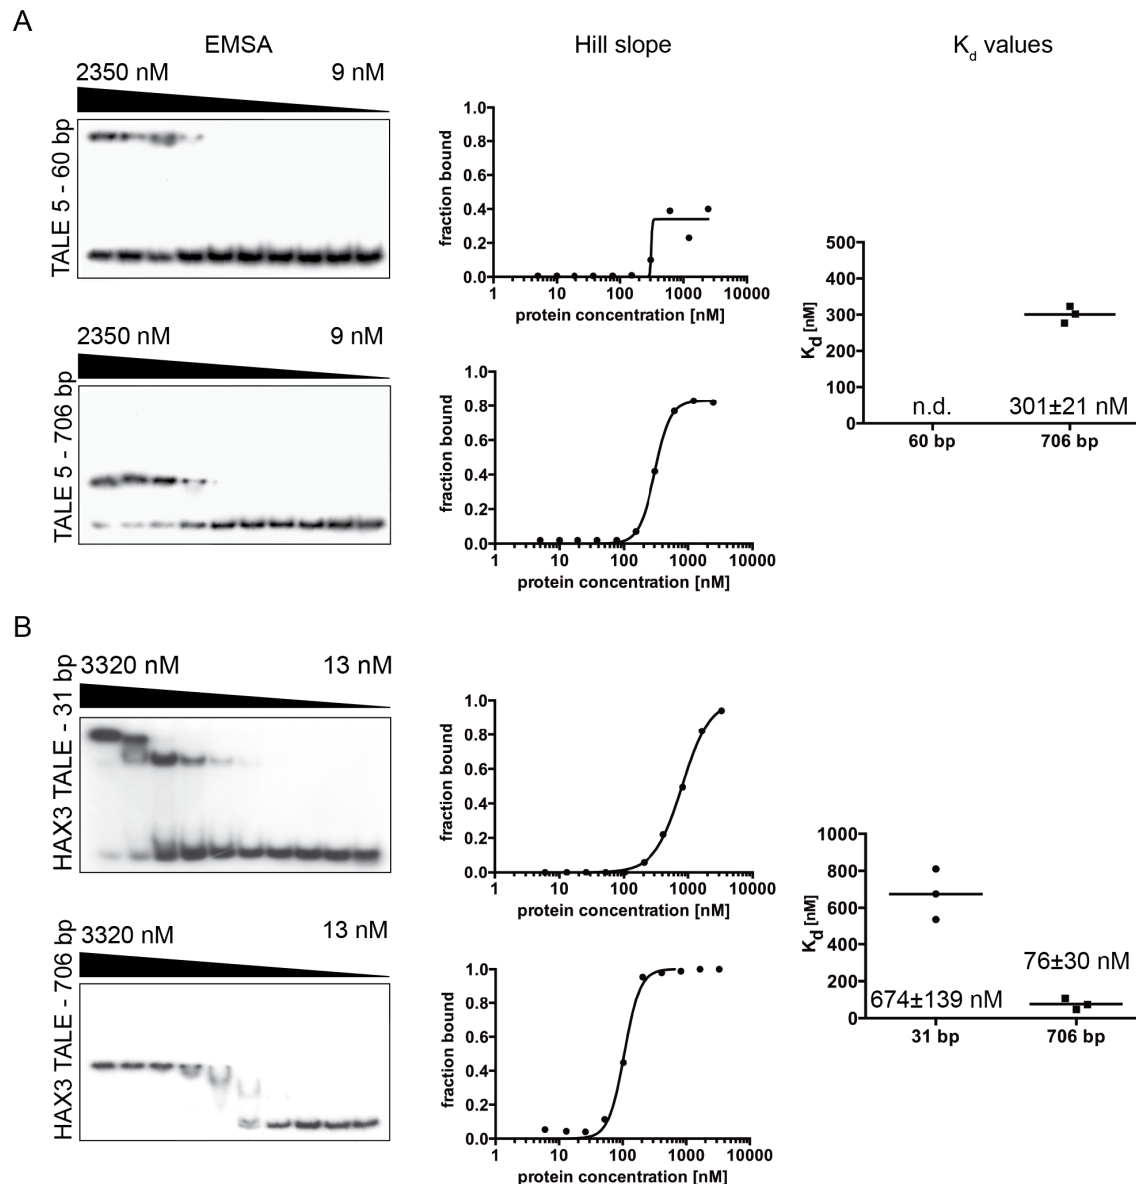 A
EMSA
Hill slope
Kd values
2350 nM 9 nM
TALE 5 - 60 bp
1.0
0.8
0.6
0.4
0.2
0.0
fraction bound
1 10 100 1000 10000
protein concentration [nM]
2350 nM 9 nM
TALE 5 - 706 bp
1.0
0.8
0.6
0.4
0.2
0.0
fraction bound
1 10 100 1000 10000
protein concentration [nM]
500
400
300
200
100
0
Kd [nM]
n.d. 301±21 nM
60 bp 706 bp
B
3320 nM 13 nM
HAX3 TALE - 31 bp
1.0
0.8
0.6
0.4
0.2
0.0
fraction bound
1 10 100 1000 10000
protein concentration [nM]
3320 nM 13 nM
HAX3 TALE - 706 bp
1.0
0.8
0.6
0.4
0.2
0.0
fraction bound
1 10 100 1000 10000
protein concentration [nM]
1000
800
600
400
200
0
Kd [nM]
76±30 nM
674±139 nM
31 bp 706 bp